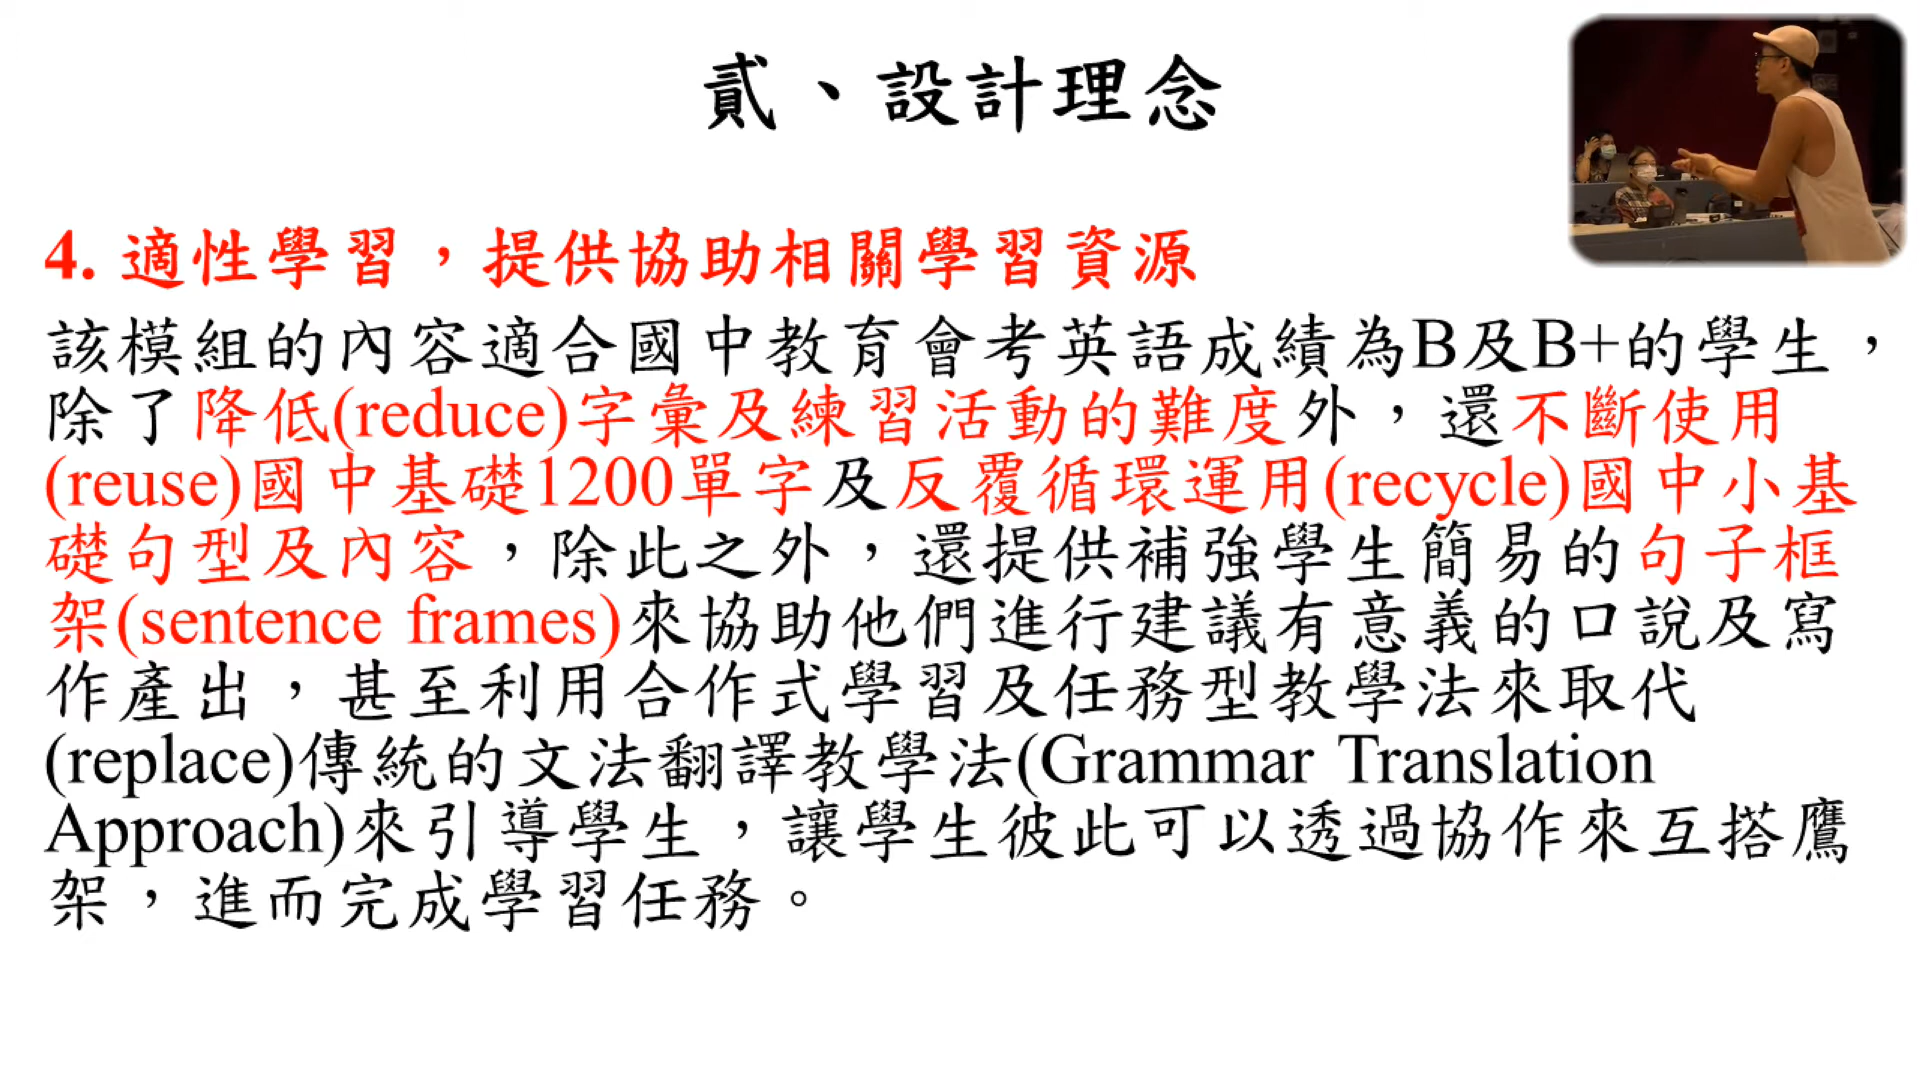 貳、設計理念
4. 適性學習，提供協助相關學習資源
該模組的內容適合國中教育會考英語成績為B及B+的學生，
除了降低(reduce)字彙及練習活動的難度外，還不斷使用
(reuse)國中基礎1200單字及反覆循環運用(recycle)國中小基
礎句型及內容，除此之外，還提供補強學生簡易的句子框
架(sentence frames)來協助他們進行建議有意義的口說及寫
作產出，甚至利用合作式學習及任務型教學法來取代
(replace)傳統的文法翻譯教學法(Grammar Translation
Approach)來引導學生，讓學生彼此可以透過協作來互搭鷹
架，進而完成學習任務。